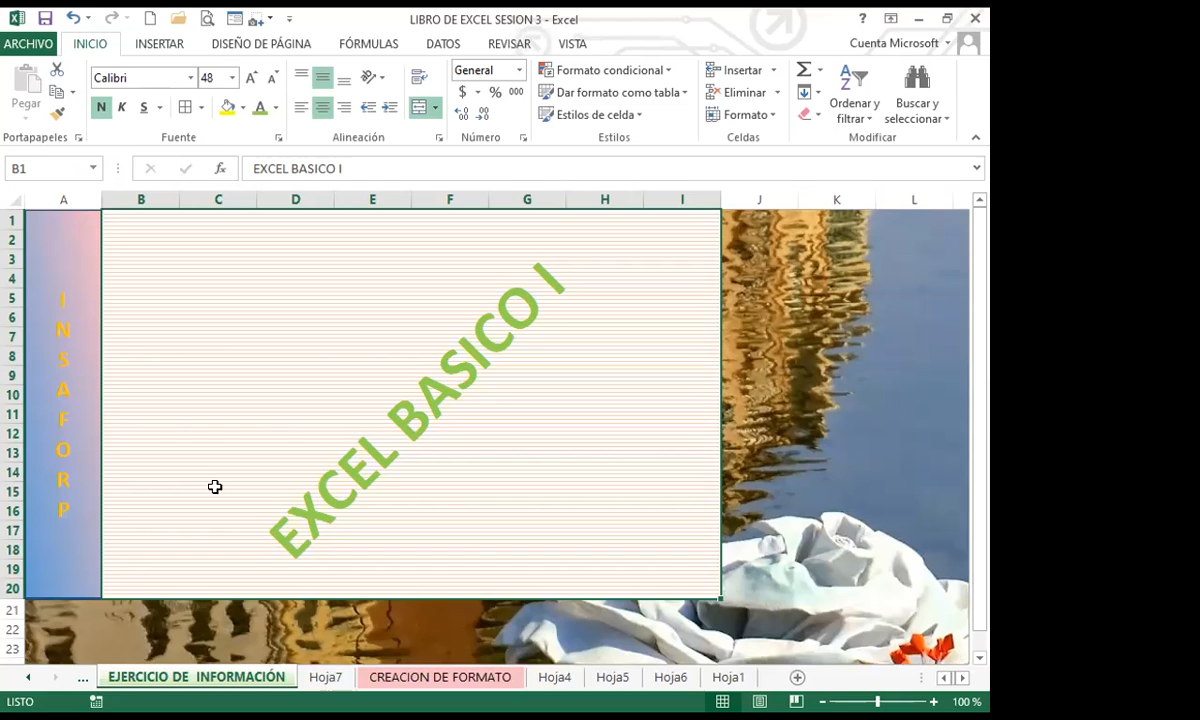 LIBRO DE EXCEL SESION 3 - Excel
?
ARCHIVO INICIO INSERTAR DISEÑO DE PÁGINA FÓRMULAS DATOS REVISAR VISTA
Cuenta Microsoft
Pegar
Portapapeles
Calibri 48
N K S
Fuente
Alineación
General
$ % 000
Número
Formato condicional
Dar formato como tabla
Estilos de celda
Estilos
Insertar
Eliminar
Formato
Celdas
Ordenar y filtrar
Buscar y seleccionar
Modificar
B1 fx EXCEL BASICO I
A B C D E F G H I J K L
1
2
3
4
5
6
7
8
9
10
11
12
13
14
15
16
17
18
19
20
21
22
23
I
N
S
A
F
O
R
P
EXCEL BASICO I
... EJERCICIO DE INFORMACIÓN Hoja7 CREACION DE FORMATO Hoja4 Hoja5 Hoja6 Hoja1
LISTO 100 %